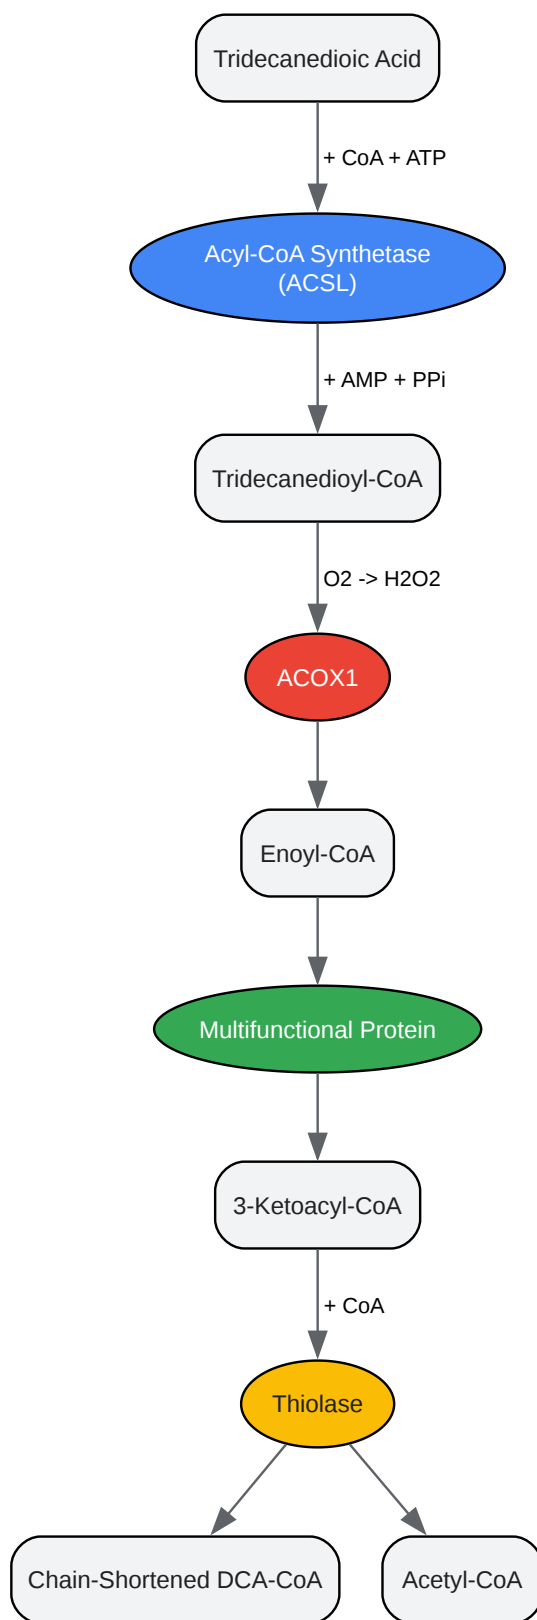 Tridecanedioic Acid
+ CoA + ATP
Acyl-CoA Synthetase
(ACSL)
+ AMP + PPi
Tridecanedioyl-CoA
O2 -> H2O2
ACOX1
Enoyl-CoA
Multifunctional Protein
3-Ketoacyl-CoA
+ CoA
Thiolase
Chain-Shortened DCA-CoA
Acetyl-CoA